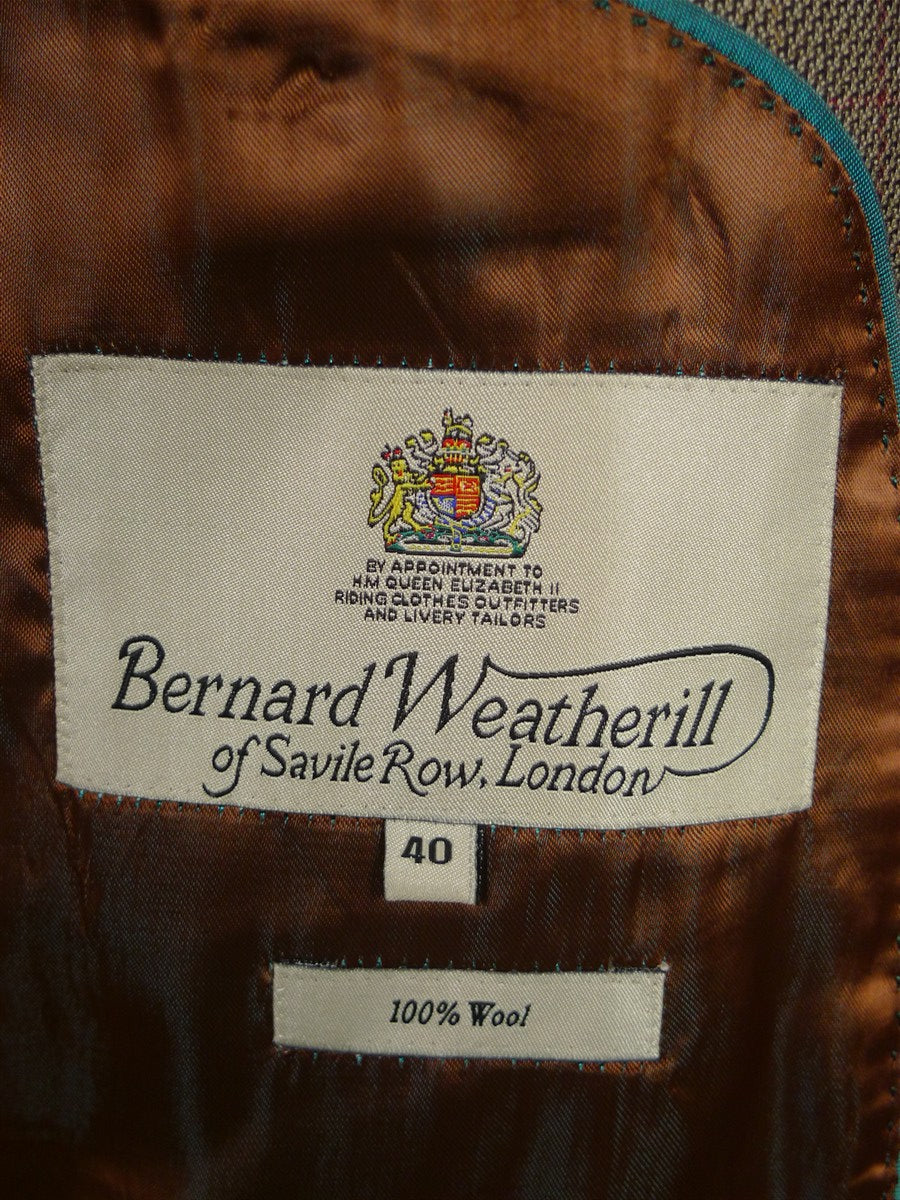 BY APPOINTMENT TO
H.M QUEEN ELIZABETH II
RIDING CLOTHES OUTFITTERS
AND LIVERY TAILORS
Bernard Weatherill
of Savile Row, London
40
100% Wool